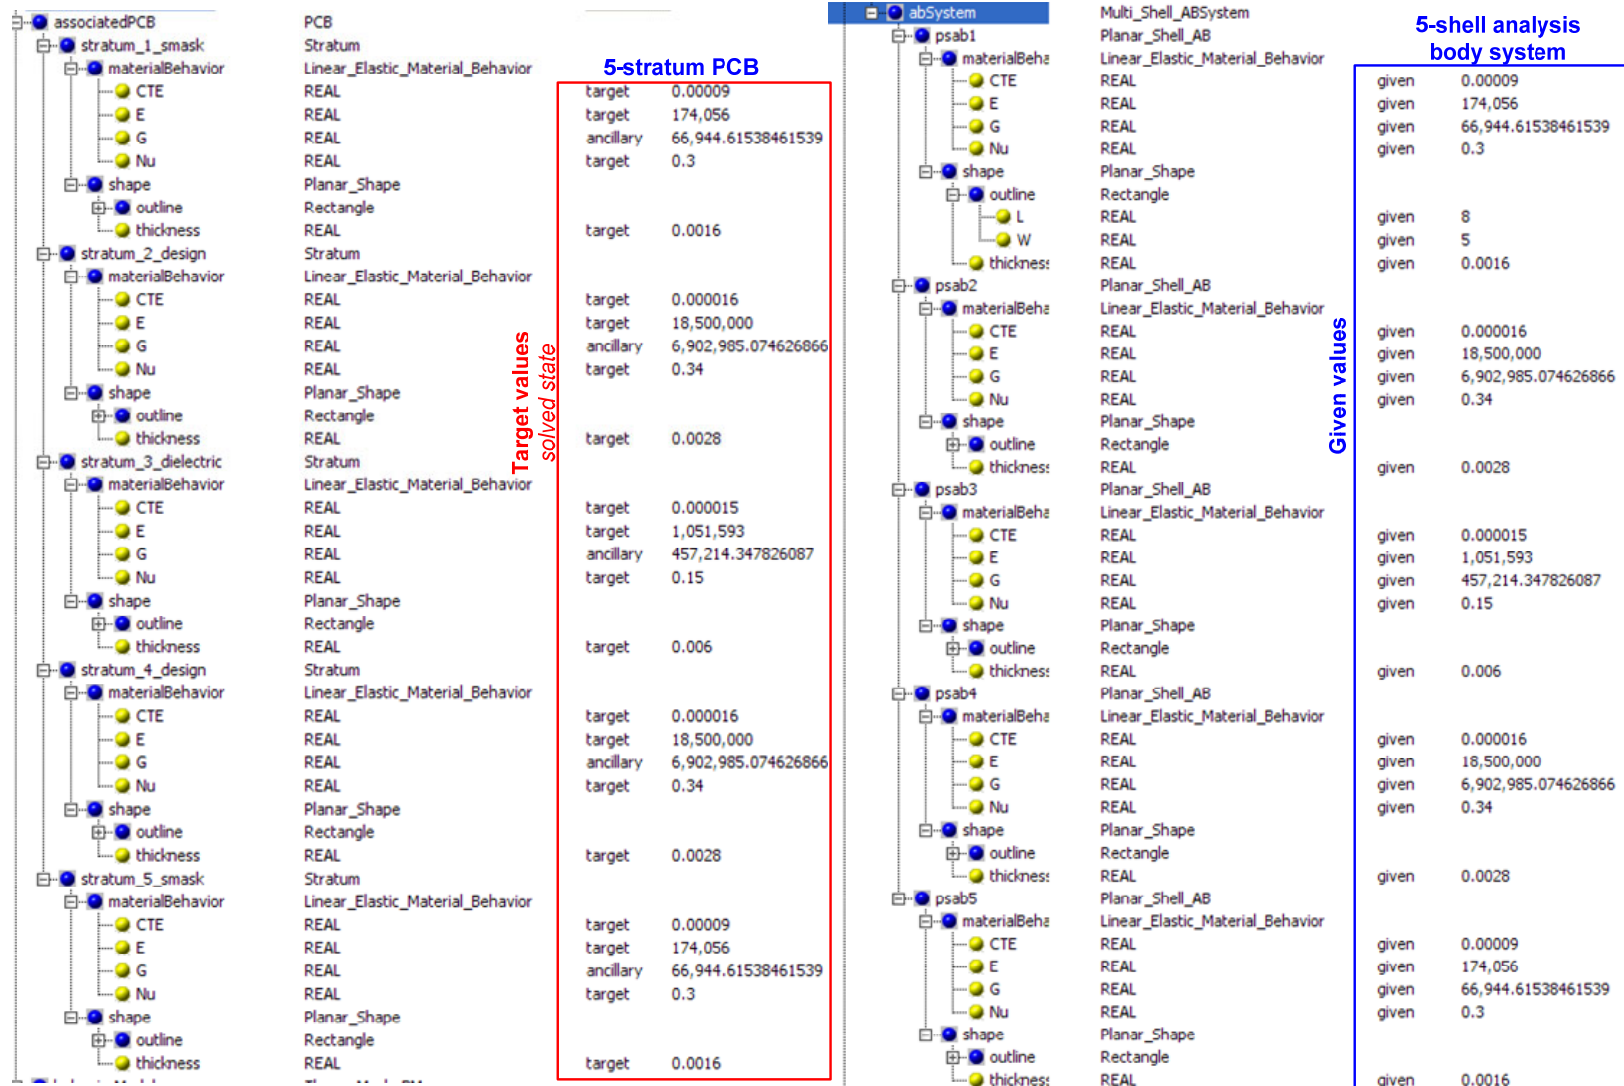 associatedPCB PCB
stratum_1_smask Stratum
materialBehavior Linear_Elastic_Material_Behavior
5-stratum PCB
CTE REAL target 0.00009
E REAL target 174,056
G REAL ancillary 66,944.61538461539
Nu REAL target 0.3
shape Planar_Shape
outline Rectangle
thickness REAL target 0.0016
stratum_2_design Stratum
materialBehavior Linear_Elastic_Material_Behavior
CTE REAL target 0.000016
E REAL target 18,500,000
G REAL ancillary 6,902,985.074626866
Nu REAL target 0.34
shape Planar_Shape
outline Rectangle
thickness REAL target 0.0028
stratum_3_dielectric Stratum
materialBehavior Linear_Elastic_Material_Behavior
CTE REAL target 0.000015
E REAL target 1,051,593
G REAL ancillary 457,214.347826087
Nu REAL target 0.15
shape Planar_Shape
outline Rectangle
thickness REAL target 0.006
stratum_4_design Stratum
materialBehavior Linear_Elastic_Material_Behavior
CTE REAL target 0.000016
E REAL target 18,500,000
G REAL ancillary 6,902,985.074626866
Nu REAL target 0.34
shape Planar_Shape
outline Rectangle
thickness REAL target 0.0028
stratum_5_smask Stratum
materialBehavior Linear_Elastic_Material_Behavior
CTE REAL target 0.00009
E REAL target 174,056
G REAL ancillary 66,944.61538461539
Nu REAL target 0.3
shape Planar_Shape
outline Rectangle
thickness REAL target 0.0016
Target values
solved state
abSystem Multi_Shell_ABSystem
5-shell analysis
body system
psab1 Planar_Shell_AB
materialBeha Linear_Elastic_Material_Behavior
CTE REAL given 0.00009
E REAL given 174,056
G REAL given 66,944.61538461539
Nu REAL given 0.3
shape Planar_Shape
outline Rectangle
L REAL given 8
W REAL given 5
thickness REAL given 0.0016
psab2 Planar_Shell_AB
materialBeha Linear_Elastic_Material_Behavior
CTE REAL given 0.000016
E REAL given 18,500,000
G REAL given 6,902,985.074626866
Nu REAL given 0.34
shape Planar_Shape
outline Rectangle
thickness REAL given 0.0028
psab3 Planar_Shell_AB
materialBeha Linear_Elastic_Material_Behavior
CTE REAL given 0.000015
E REAL given 1,051,593
G REAL given 457,214.347826087
Nu REAL given 0.15
shape Planar_Shape
outline Rectangle
thickness REAL given 0.006
psab4 Planar_Shell_AB
materialBeha Linear_Elastic_Material_Behavior
CTE REAL given 0.000016
E REAL given 18,500,000
G REAL given 6,902,985.074626866
Nu REAL given 0.34
shape Planar_Shape
outline Rectangle
thickness REAL given 0.0028
psab5 Planar_Shell_AB
materialBeha Linear_Elastic_Material_Behavior
CTE REAL given 0.00009
E REAL given 174,056
G REAL given 66,944.61538461539
Nu REAL given 0.3
shape Planar_Shape
outline Rectangle
thickness REAL given 0.0016
Given values